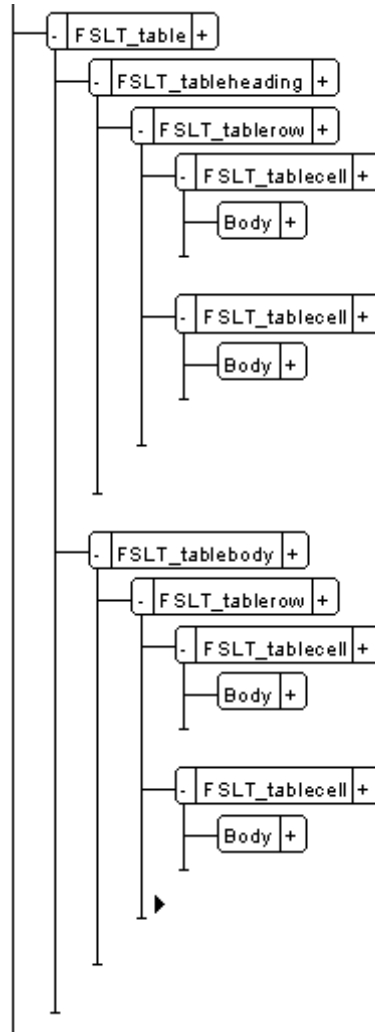 - FSLT_table +
- FSLT_tableheading +
- FSLT_tablerow +
- FSLT_tablecell +
Body +
- FSLT_tablecell +
Body +
- FSLT_tablebody +
- FSLT_tablerow +
- FSLT_tablecell +
Body +
- FSLT_tablecell +
Body +